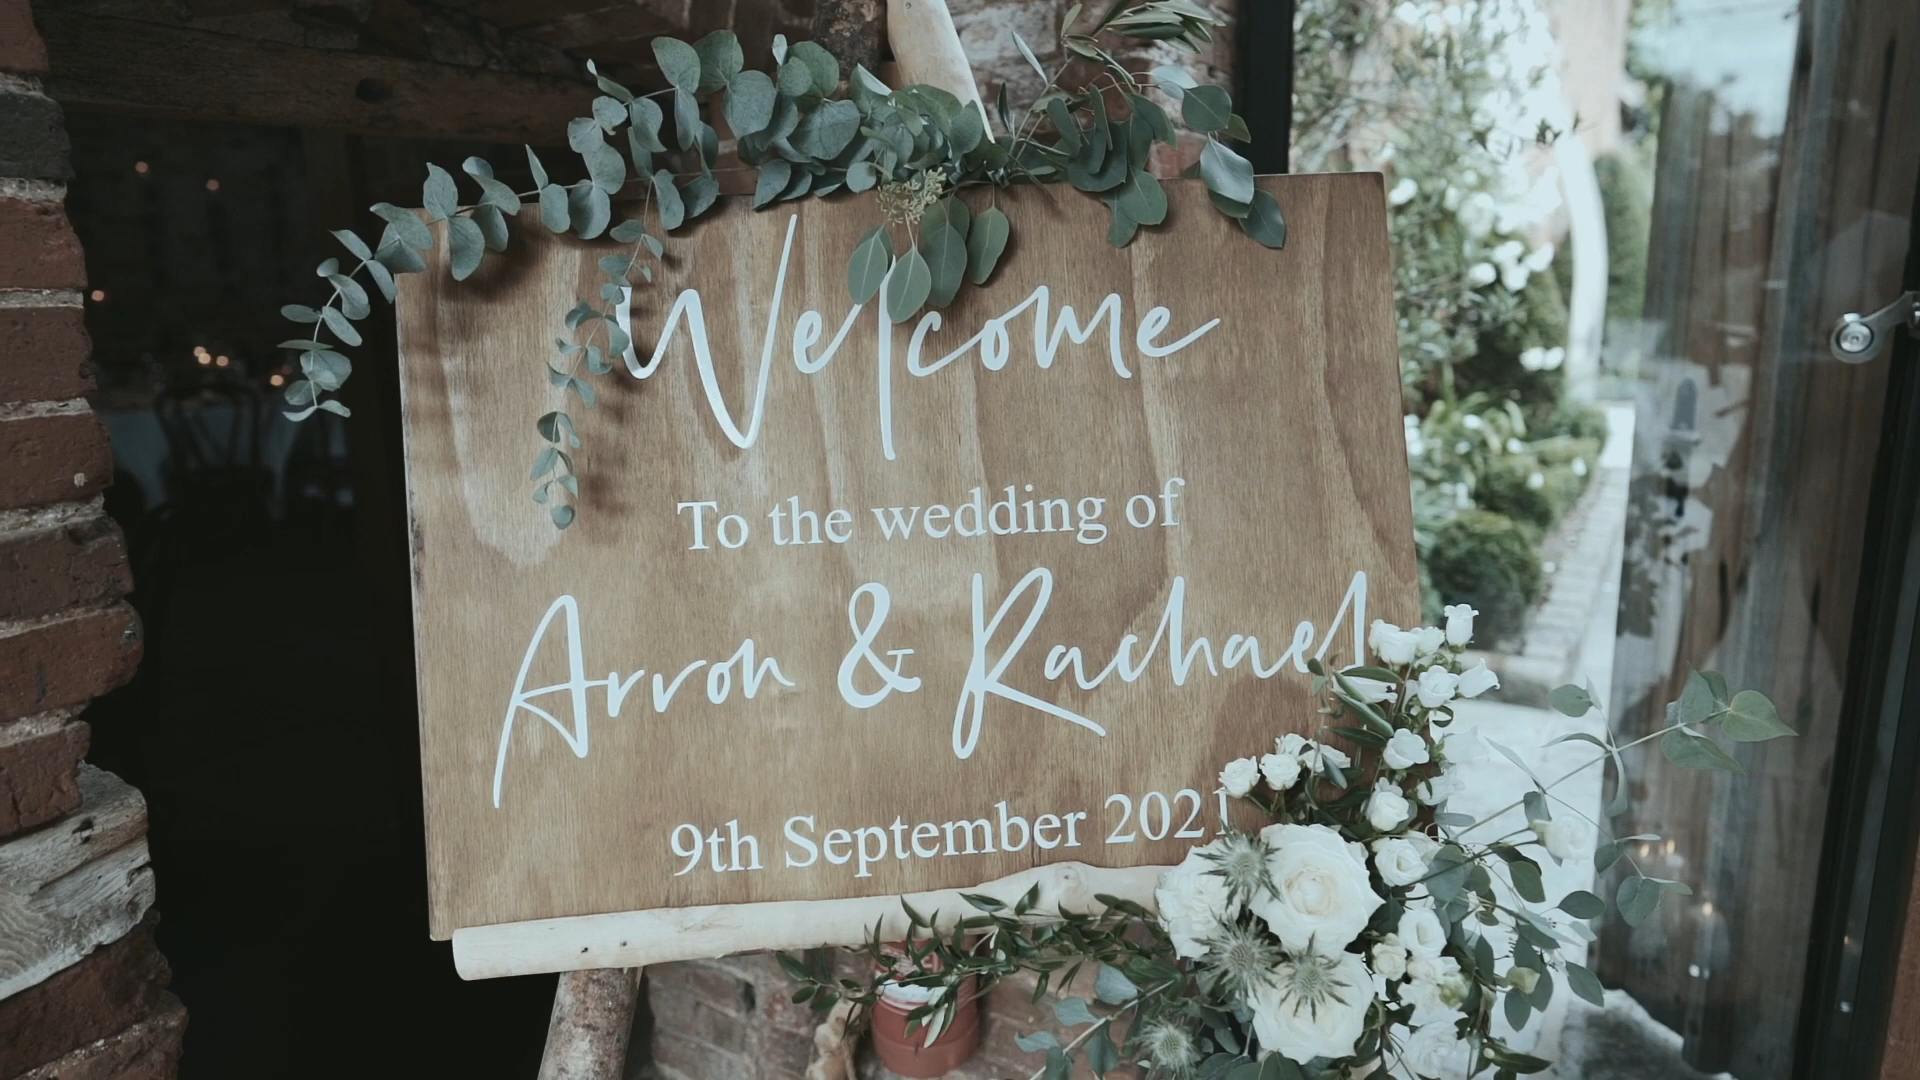 Welcome
To the wedding of
Arron & Rachael
9th September 2021